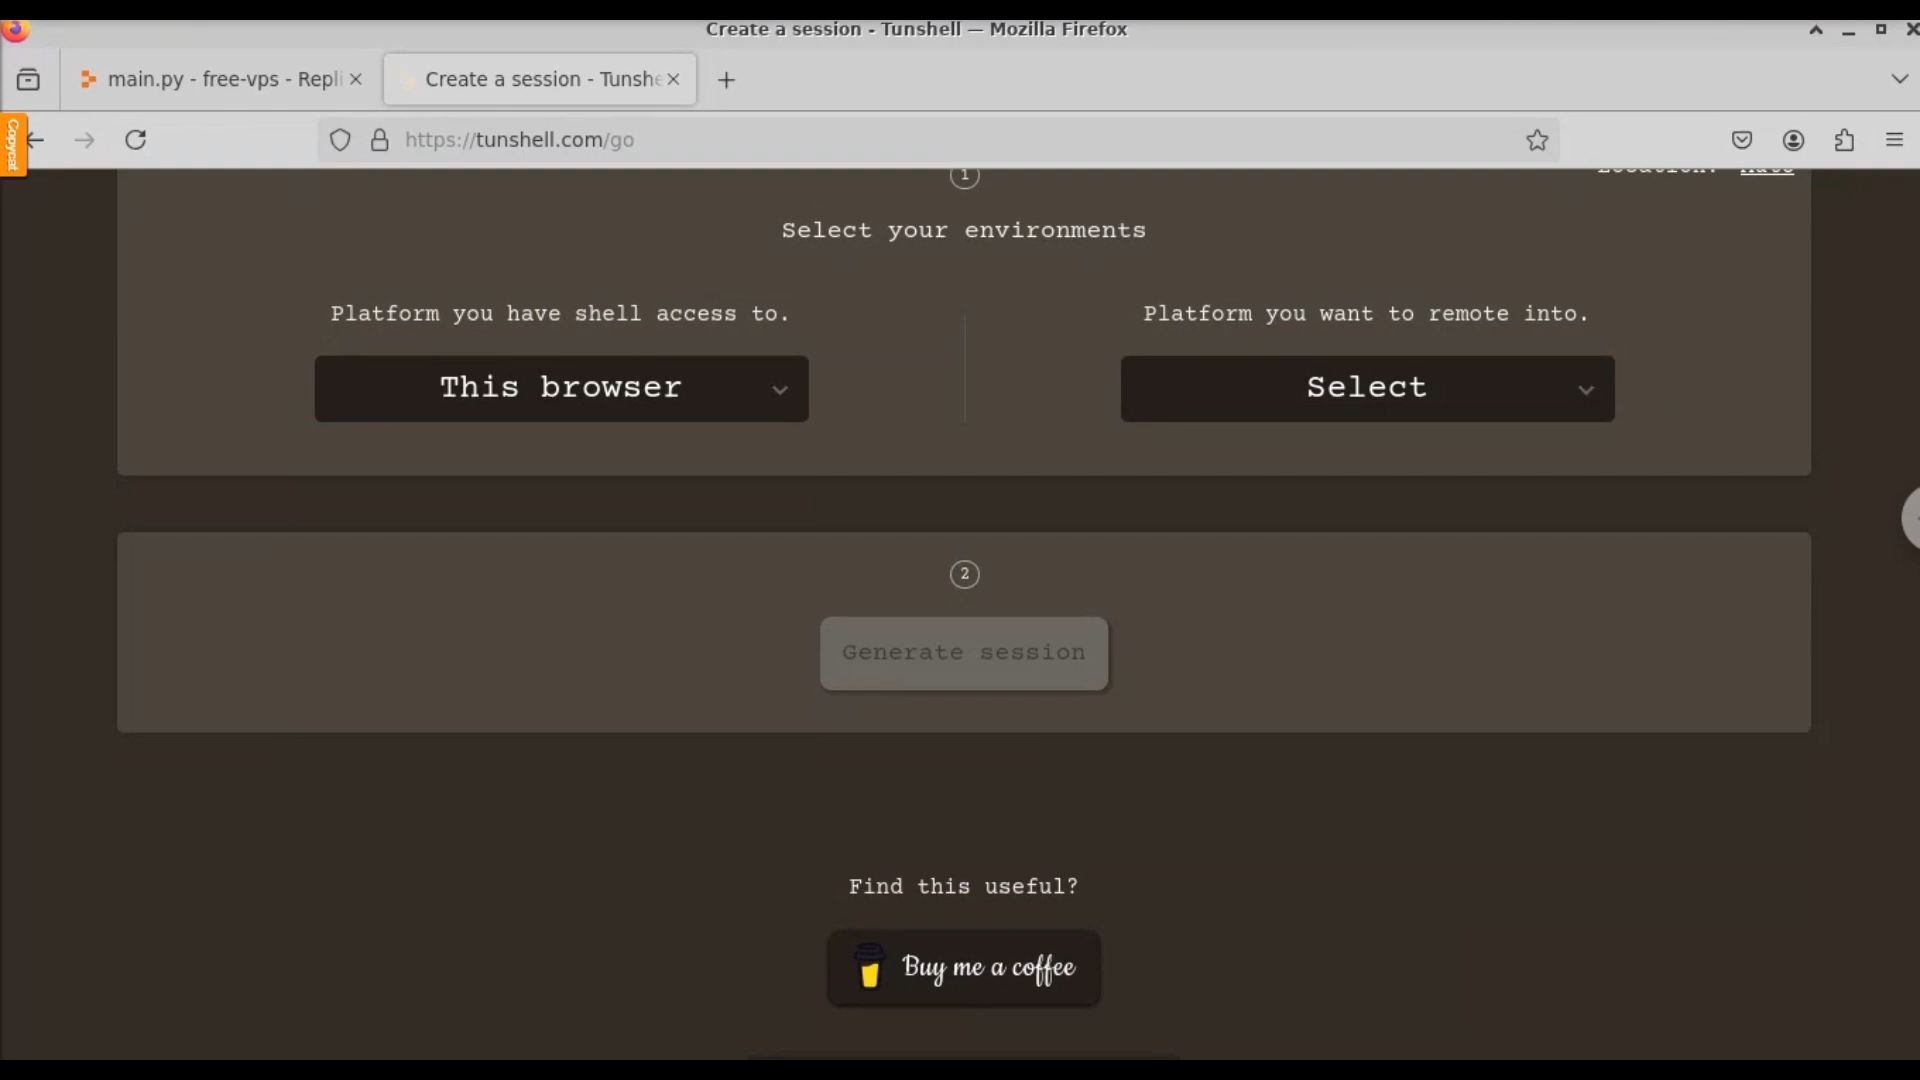 Create a session - Tunshell — Mozilla Firefox
main.py - free-vps - Repli
Create a session - Tunshe
Copycat
https://tunshell.com/go
1
Select your environments
Platform you have shell access to.
Platform you want to remote into.
This browser
Select
2
Generate session
Find this useful?
Buy me a coffee